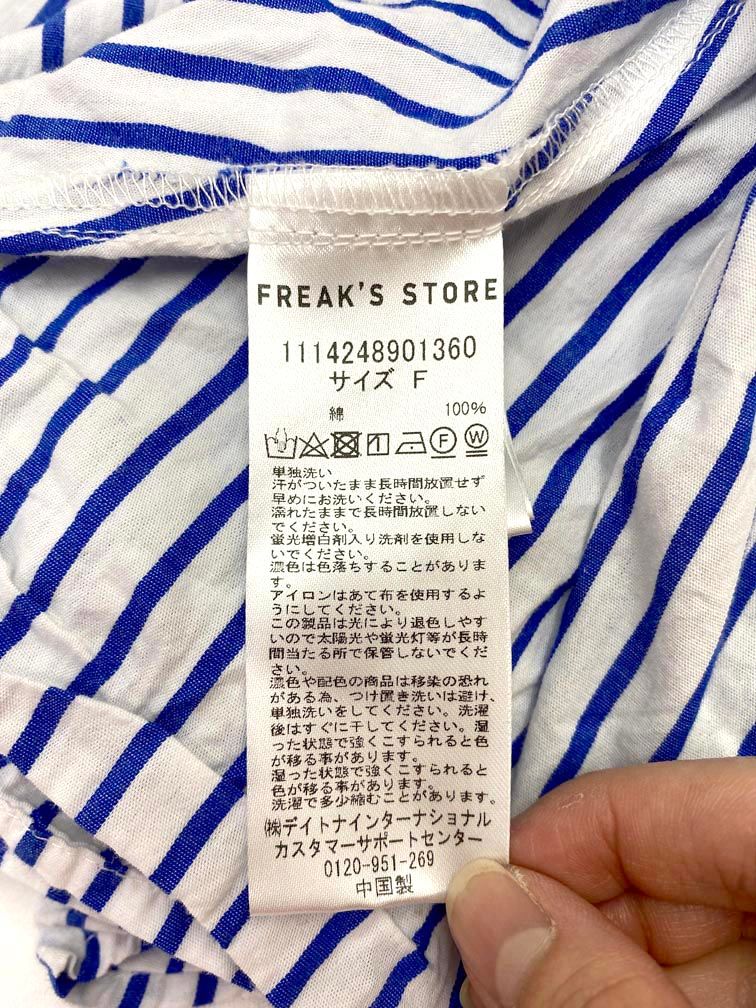 FREAK'S STORE
1114248901360
サイズ F
綿 100%
F W
単独洗い
汗がついたまま長時間放置せず
早めにお洗いください。
濡れたままで長時間放置しない
でください。
蛍光増白剤入り洗剤を使用しな
いでください。
濃色は色落ちすることがありま
す。
アイロンはあて布を使用するよ
うにしてください。
この製品は光により退色しやす
いので太陽光や蛍光灯等が長時
間当たる所で保管しないでくだ
さい。
濃色や配色の商品は移染の恐れ
がある為、つけ置き洗いは避け、
単独洗いをしてください。洗濯
後はすぐに干してください。湿
った状態で強くこすられると色
が移る事があります。
湿った状態で強くこすられると
色が移る事があります。
洗濯で多少縮むことがあります。
㈱デイトナインターナショナル
カスタマーサポートセンター
0120-951-269
中国製